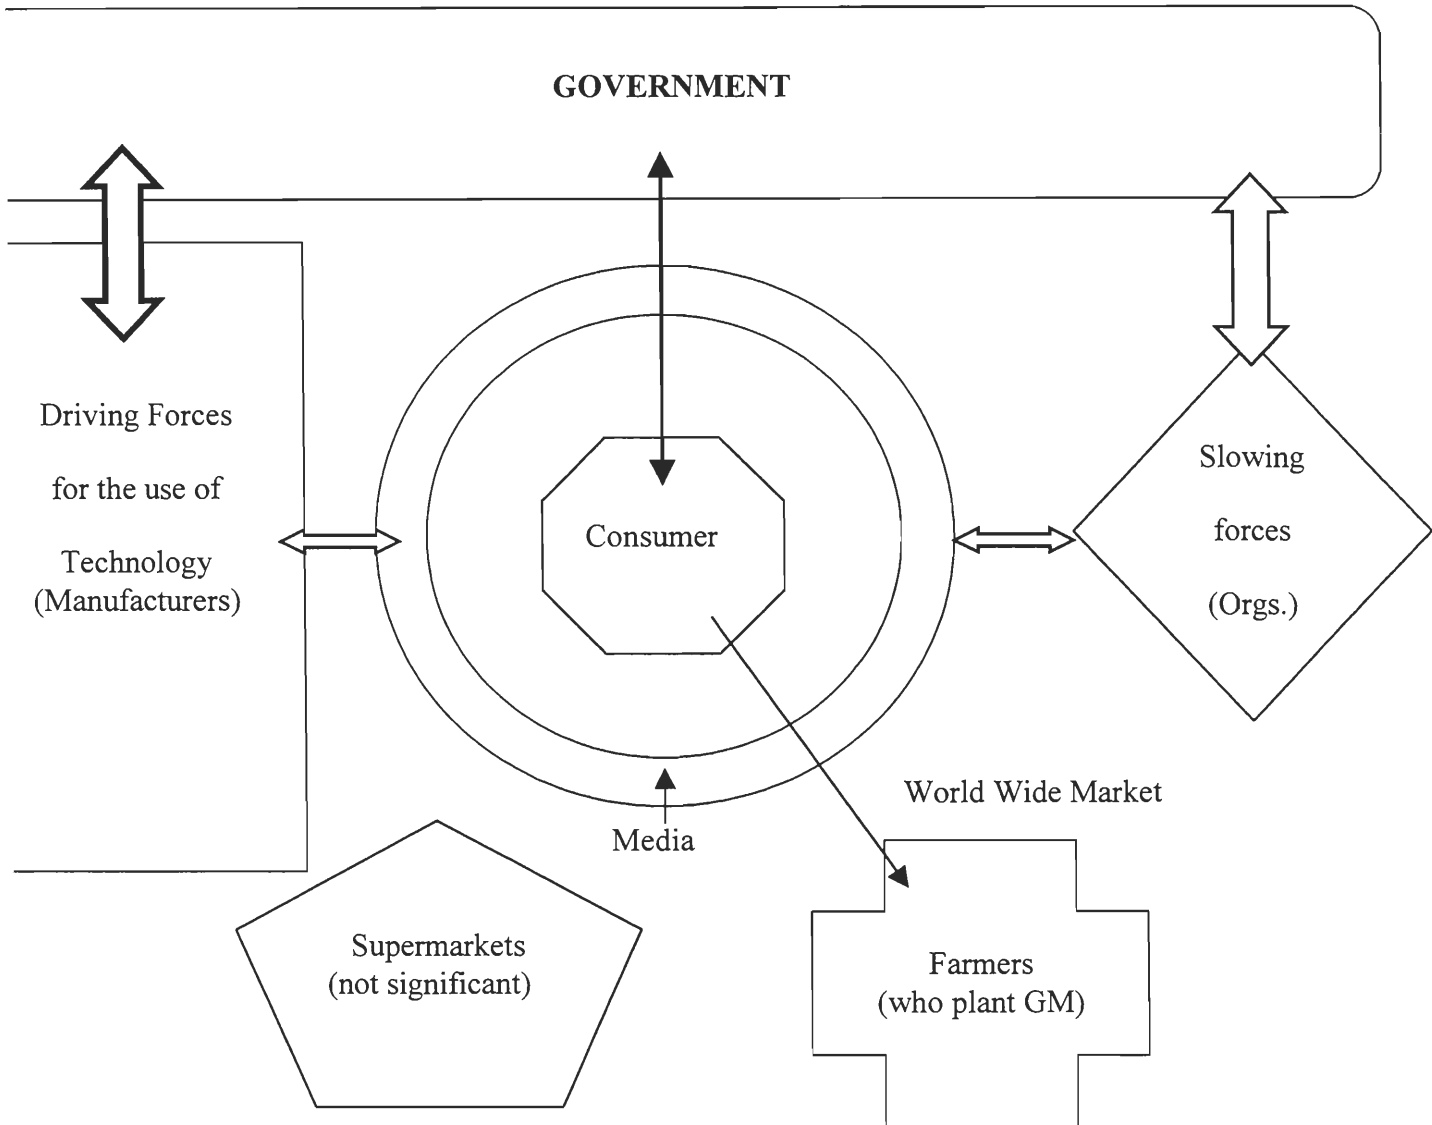 GOVERNMENT
Driving Forces
for the use of
Technology
(Manufacturers)
Consumer
Slowing
forces
(Orgs.)
World Wide Market
Media
Supermarkets
(not significant)
Farmers
(who plant GM)